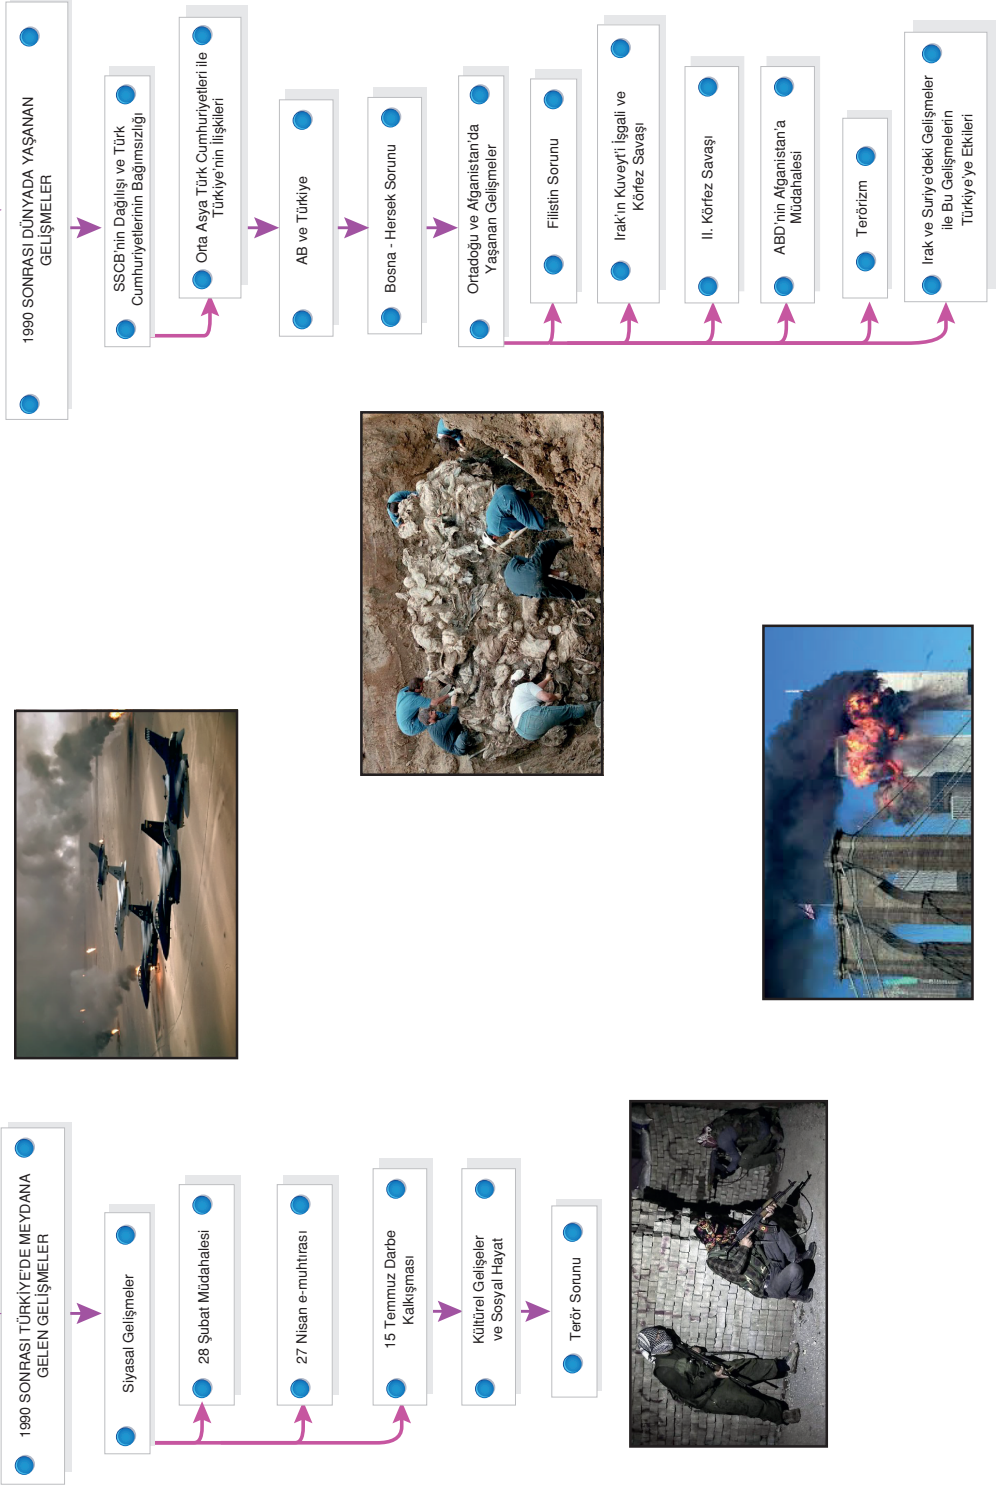 1990 SONRASI TÜRKİYE'DE MEYDANA
GELEN GELİŞMELER
Siyasal Gelişmeler
28 Şubat Müdahalesi
27 Nisan e-muhtırası
15 Temmuz Darbe
Kalkışması
Kültürel Gelişeler
ve Sosyal Hayat
Terör Sorunu
1990 SONRASI DÜNYADA YAŞANAN
GELİŞMELER
SSCB'nin Dağılışı ve Türk
Cumhuriyetlerinin Bağımsızlığı
Orta Asya Türk Cumhuriyetleri ile
Türkiye'nin İlişkileri
AB ve Türkiye
Bosna - Hersek Sorunu
Ortadoğu ve Afganistan'da
Yaşanan Gelişmeler
Filistin Sorunu
Irak'ın Kuveyt'i İşgali ve
Körfez Savaşı
II. Körfez Savaşı
ABD'nin Afganistan'a
Müdahalesi
Terörizm
Irak ve Suriye'deki Gelişmeler
ile Bu Gelişmelerin
Türkiye'ye Etkileri